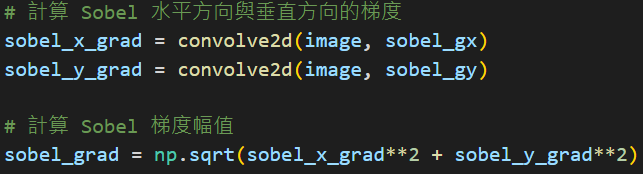 # 計算 Sobel 水平方向與垂直方向的梯度
sobel_x_grad = convolve2d(image, sobel_gx)
sobel_y_grad = convolve2d(image, sobel_gy)
# 計算 Sobel 梯度幅值
sobel_grad = np.sqrt(sobel_x_grad**2 + sobel_y_grad**2)